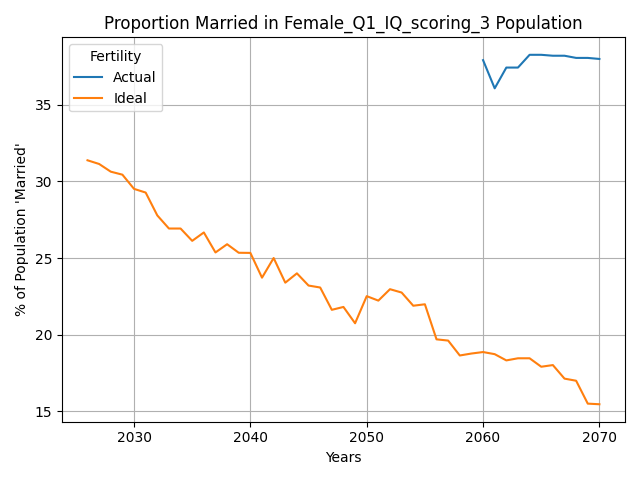 Proportion Married in Female_Q1_IQ_scoring_3 Population
Fertility
Actual
Ideal
% of Population 'Married'
35
30
25
20
15
2030 2040 2050 2060 2070
Years